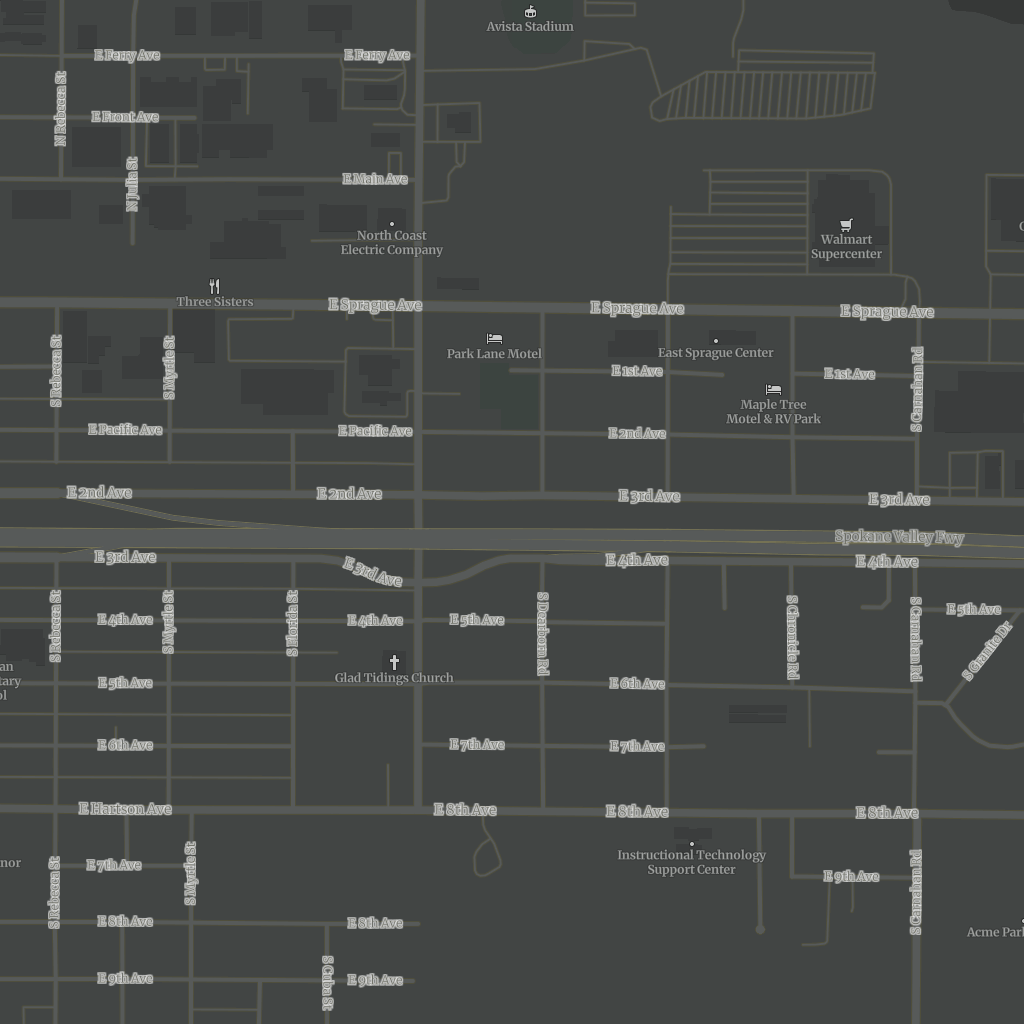 Avista Stadium
E Ferry Ave
E Ferry Ave
N Rebecca St
E Front Ave
N Julia St
E Main Ave
North Coast
Electric Company
Walmart
Supercenter
Three Sisters
E Sprague Ave
E Sprague Ave
E Sprague Ave
S Rebecca St
S Myrtle St
Park Lane Motel
East Sprague Center
E 1st Ave
E 1st Ave
S Carnahan Rd
Maple Tree
Motel & RV Park
E Pacific Ave
E Pacific Ave
E 2nd Ave
E 2nd Ave
E 2nd Ave
E 3rd Ave
E 3rd Ave
Spokane Valley Fwy
E 3rd Ave
E 3rd Ave
E 4th Ave
E 4th Ave
S Rebecca St
S Myrtle St
S Florida St
E 4th Ave
E 4th Ave
E 5th Ave
S Dearborn Rd
S Chronicle Rd
S Carnahan Rd
E 5th Ave
S Granite Dr
Glad Tidings Church
E 5th Ave
E 6th Ave
E 6th Ave
E 7th Ave
E 7th Ave
E Hartson Ave
E 8th Ave
E 8th Ave
E 8th Ave
E 7th Ave
S Rebecca St
S Myrtle St
Instructional Technology
Support Center
E 9th Ave
S Carnahan Rd
E 8th Ave
E 8th Ave
Acme Park
E 9th Ave
S Cuba St
E 9th Ave